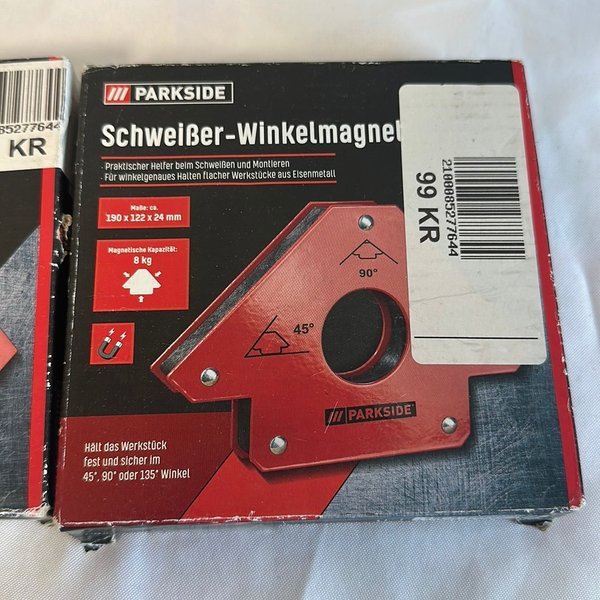 85277644
KR
PARKSIDE
Schweißer-Winkelmagnet
· Praktischer Helfer beim Schweißen und Montieren
· Für winkelgenaues Halten flacher Werkstücke aus Eisenmetall
Maße: ca.
190 x 122 x 24 mm
Magnetische Kapazität:
8 kg
90°
45°
PARKSIDE
Hält das Werkstück
fest und sicher im
45°, 90° oder 135° Winkel
2100085277644
99 KR